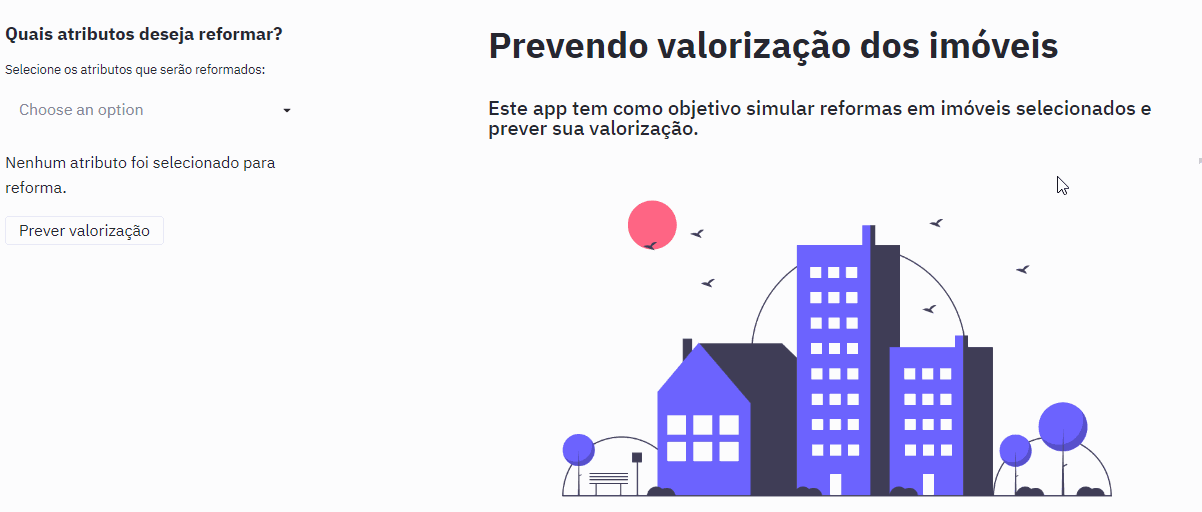 Quais atributos deseja reformar?
Selecione os atributos que serão reformados:
Choose an option
Nenhum atributo foi selecionado para
reforma.
Prever valorização
Prevendo valorização dos imóveis
Este app tem como objetivo simular reformas em imóveis selecionados e
prever sua valorização.